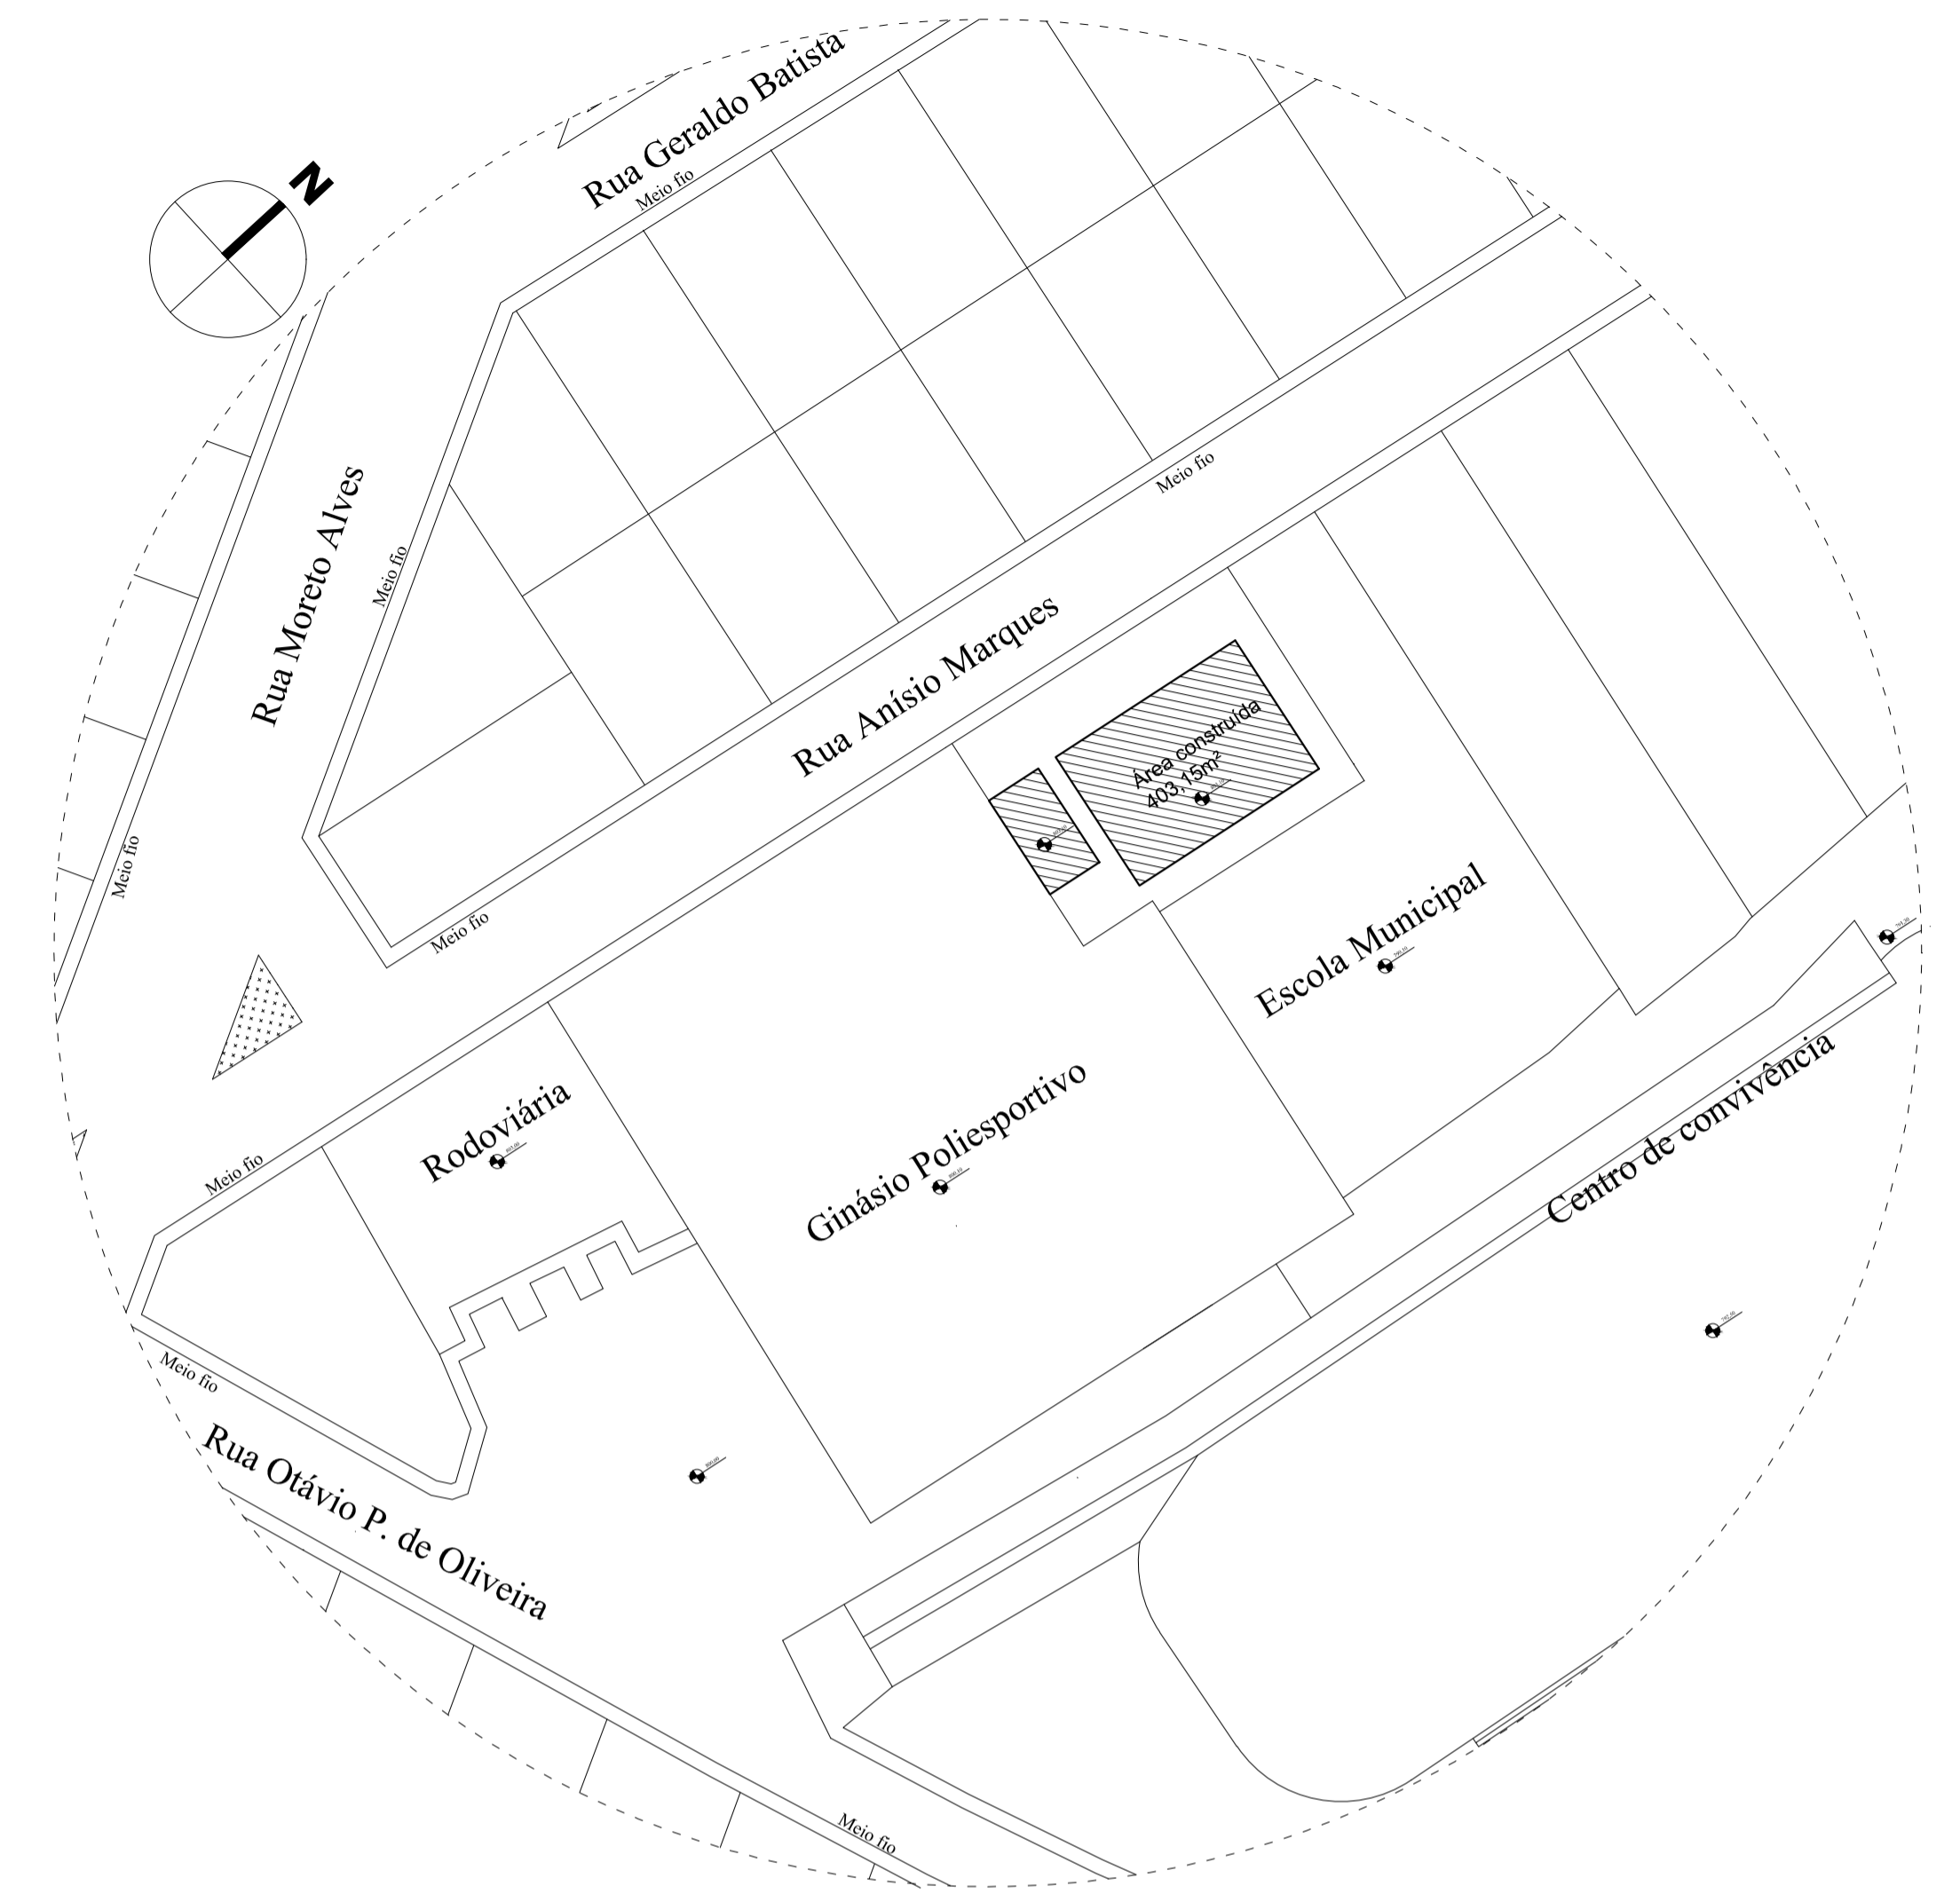 Rua Geraldo Batista
Meio fio
N
Rua Moreto Alves
Meio fio
Meio fio
Rua Anísio Marques
Meio fio
Área construída
403,15m²
Meio fio
Meio fio
Escola Municipal
Rodoviária
Ginásio Poliesportivo
Centro de convivência
Meio fio
Meio fio
Rua Otávio P. de Oliveira
Meio fio